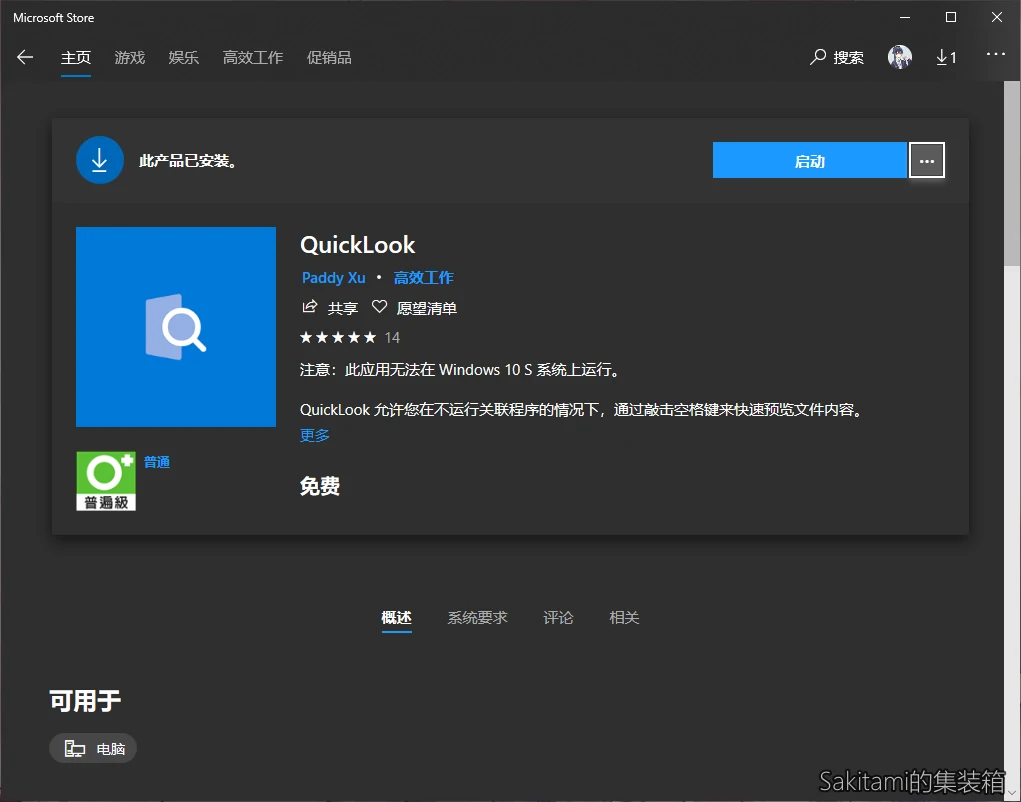 Microsoft Store
主页 游戏 娱乐 高效工作 促销品 搜索 1
此产品已安装。 启动
QuickLook
Paddy Xu • 高效工作
共享 愿望清单
14
注意：此应用无法在 Windows 10 S 系统上运行。
QuickLook 允许您在不运行关联程序的情况下，通过敲击空格键来快速预览文件内容。
更多
普通
普遍級
免费
概述 系统要求 评论 相关
可用于
电脑
Sakitami的集装箱